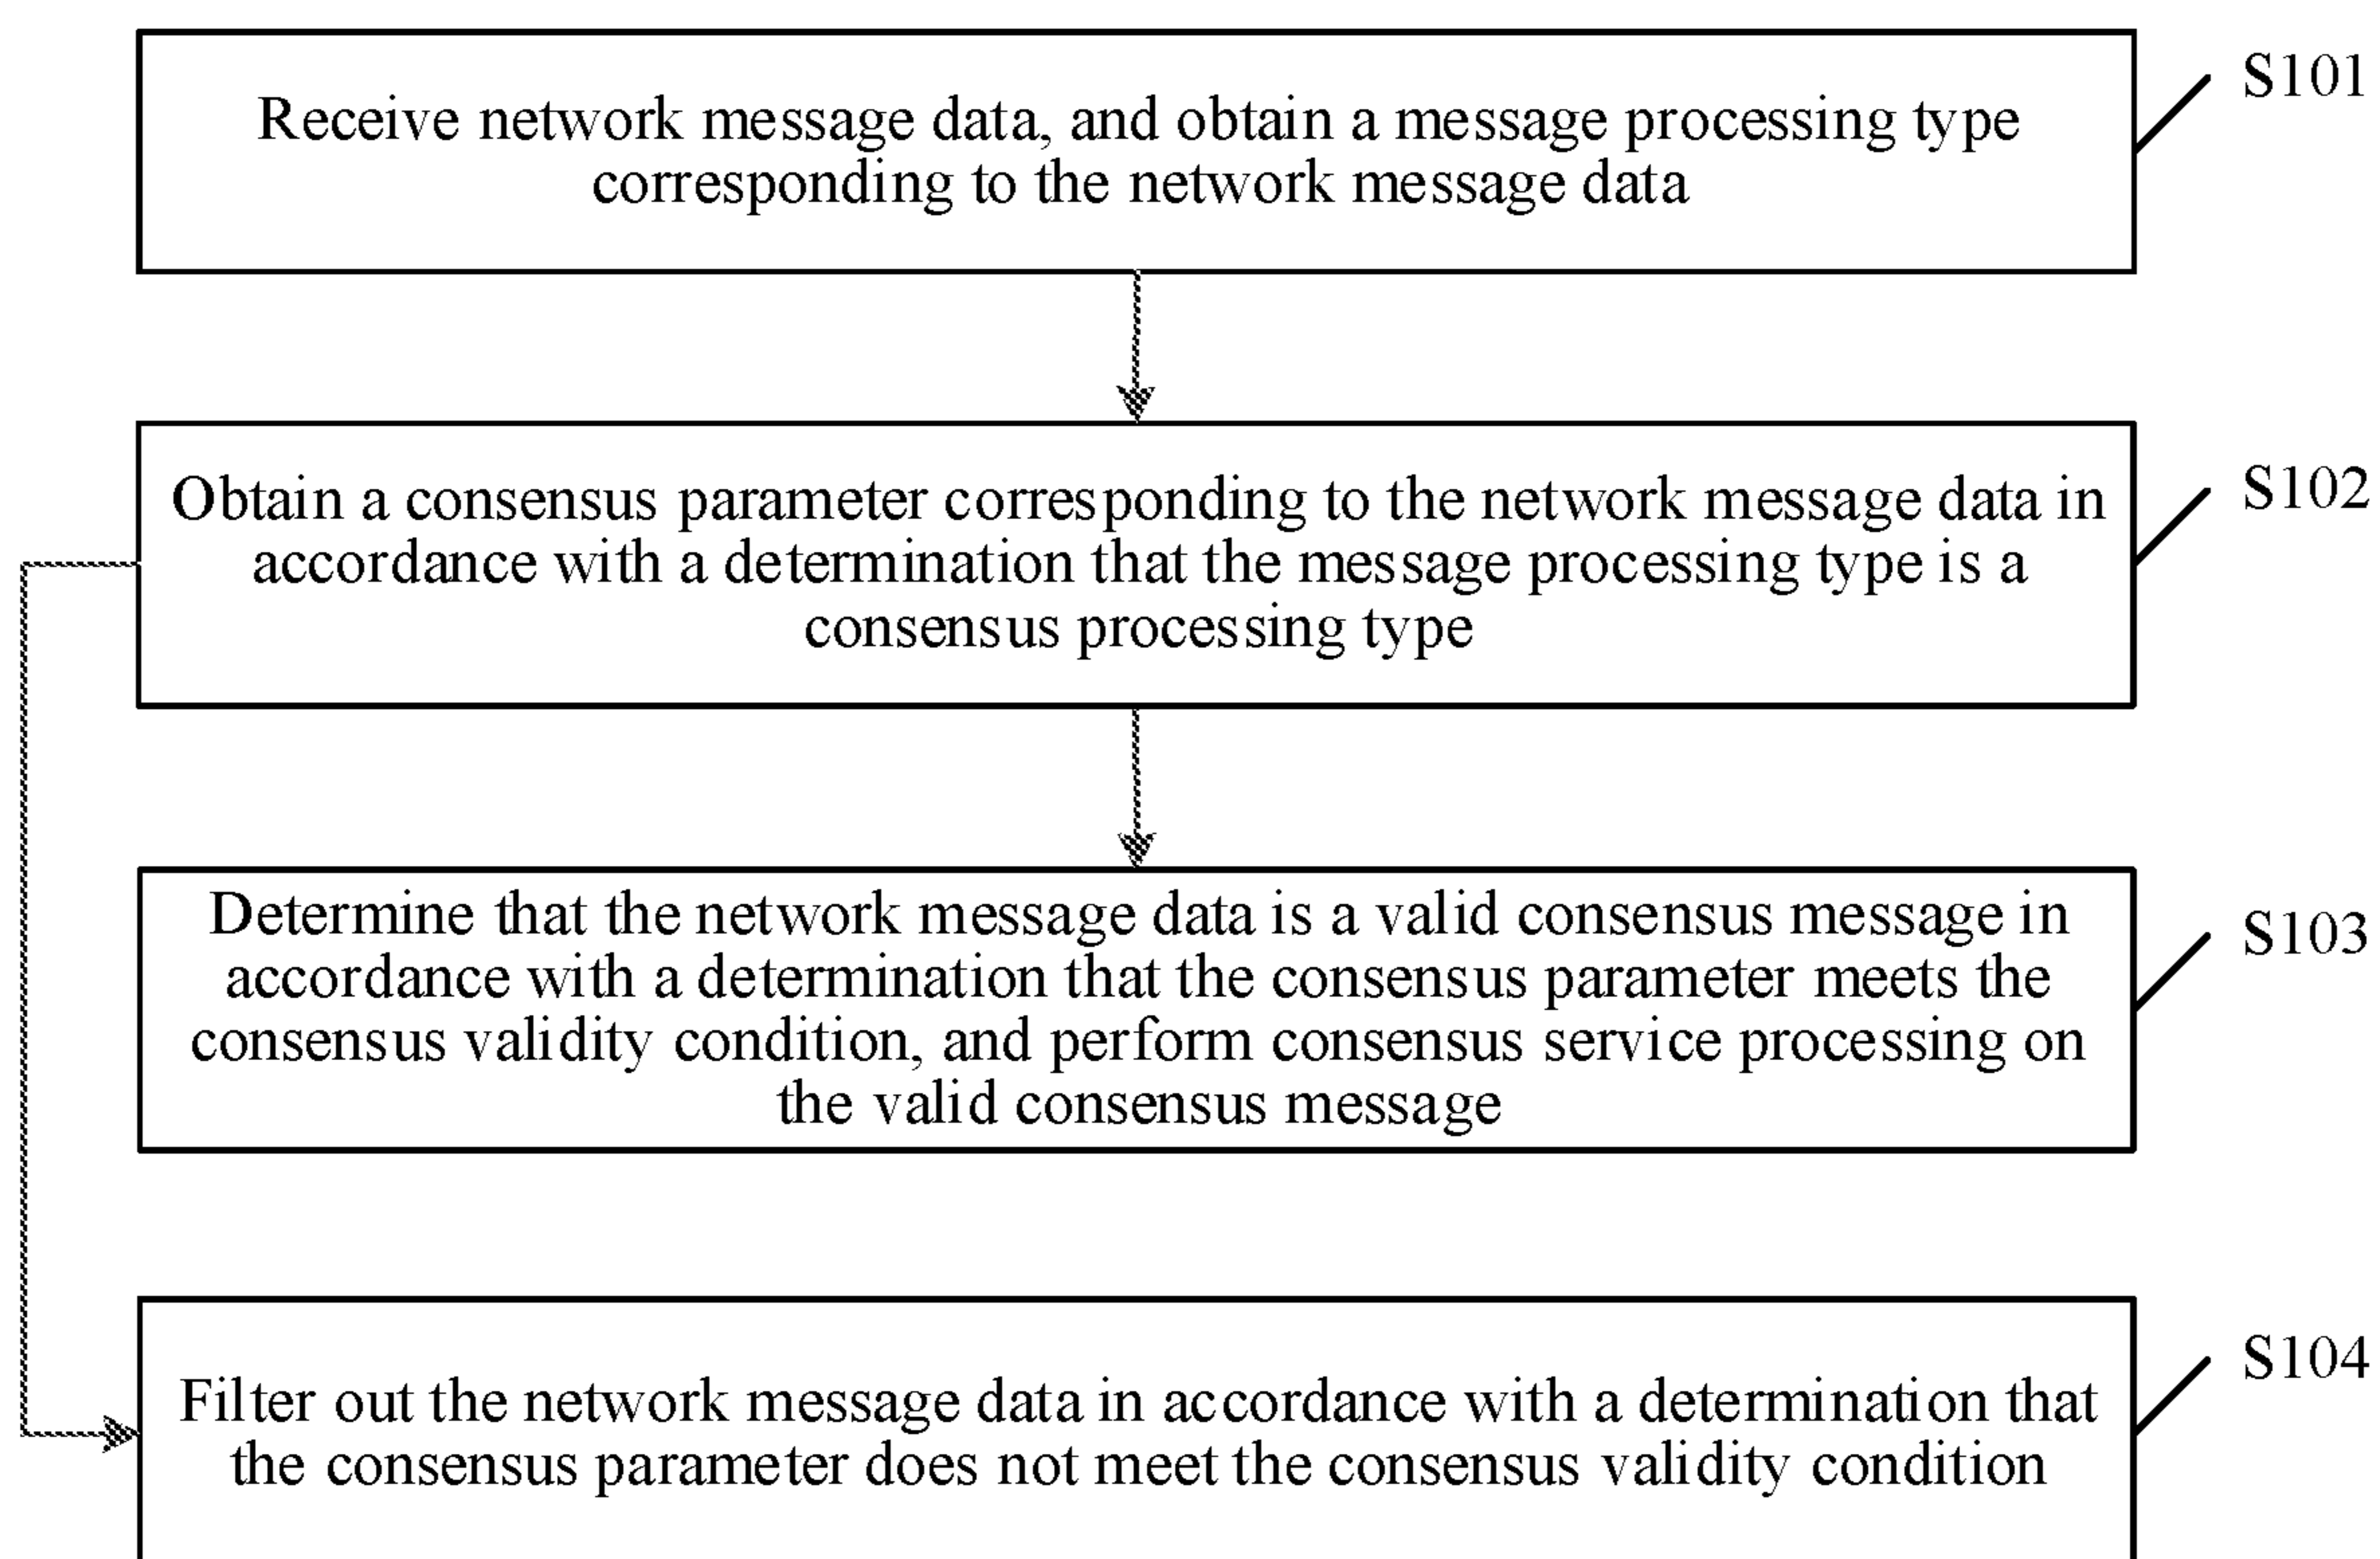 Receive network message data, and obtain a message processing type
corresponding to the network message data
S101
Obtain a consensus parameter corresponding to the network message data in
accordance with a determination that the message processing type is a
consensus processing type
S102
Determine that the network message data is a valid consensus message in
accordance with a determination that the consensus parameter meets the
consensus validity condition, and perform consensus service processing on
the valid consensus message
S103
Filter out the network message data in accordance with a determination that
the consensus parameter does not meet the consensus validity condition
S104